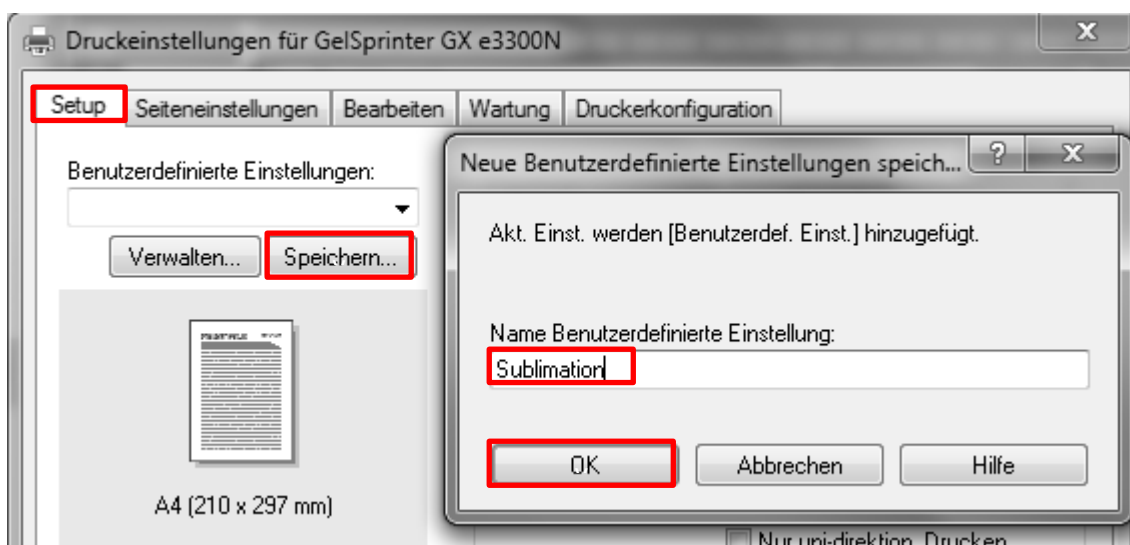 Druckeinstellungen für GelSprinter GX e3300N
Setup Seiteneinstellungen Bearbeiten Wartung Druckerkonfiguration
Benutzerdefinierte Einstellungen:
Verwalten... Speichern...
A4 (210 x 297 mm)
Neue Benutzerdefinierte Einstellungen speich...
Akt. Einst. werden [Benutzerdef. Einst.] hinzugefügt.
Name Benutzerdefinierte Einstellung:
Sublimation
OK Abbrechen Hilfe
Nur uni-direktion. Drucken